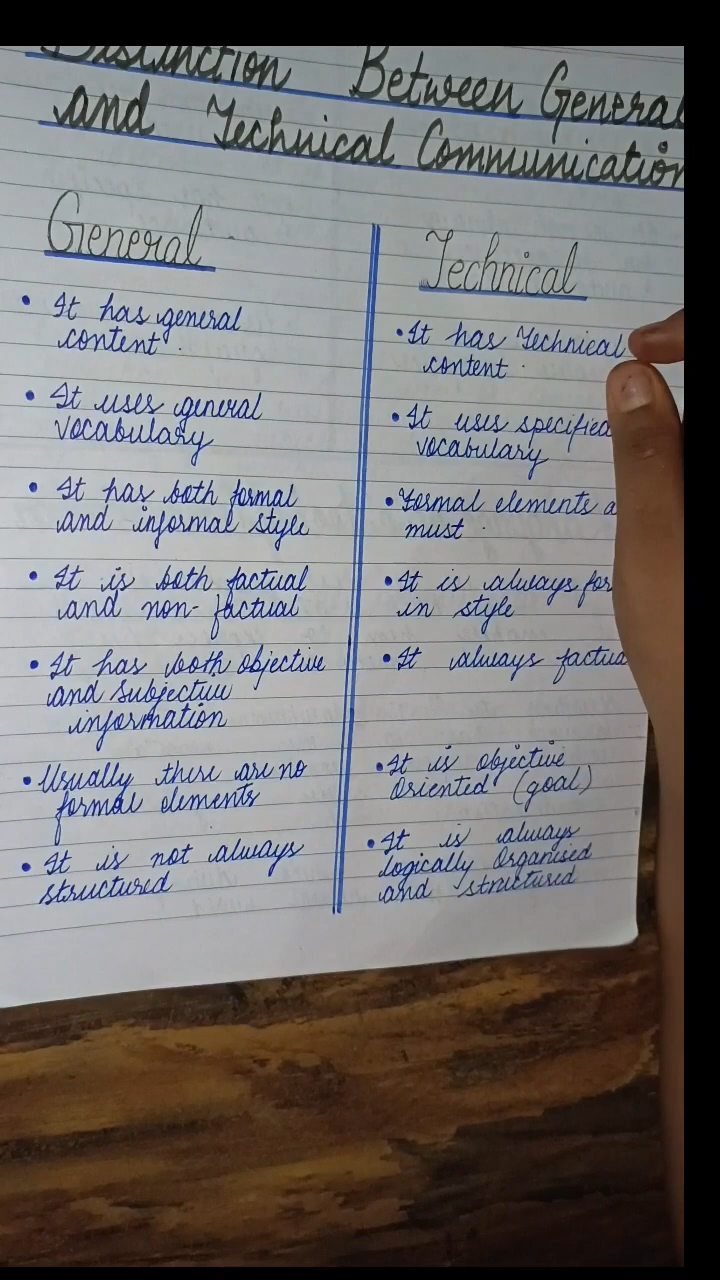 Distinction Between General
and Technical Communication
General
• It has general
content.
• It uses general
vocabulary
• It has both formal
and informal style
• It is both factual
and non-factual
• It has both objective
and subjective
information
• Usually there are no
formal elements
• It is not always
structured
Technical
• It has Technical
content.
• It uses specified
vocabulary
• Formal elements a
must.
• It is always for
in style
• It always factua
• It is objective
Oriented (goal)
• It is always
logically Organised
and structured